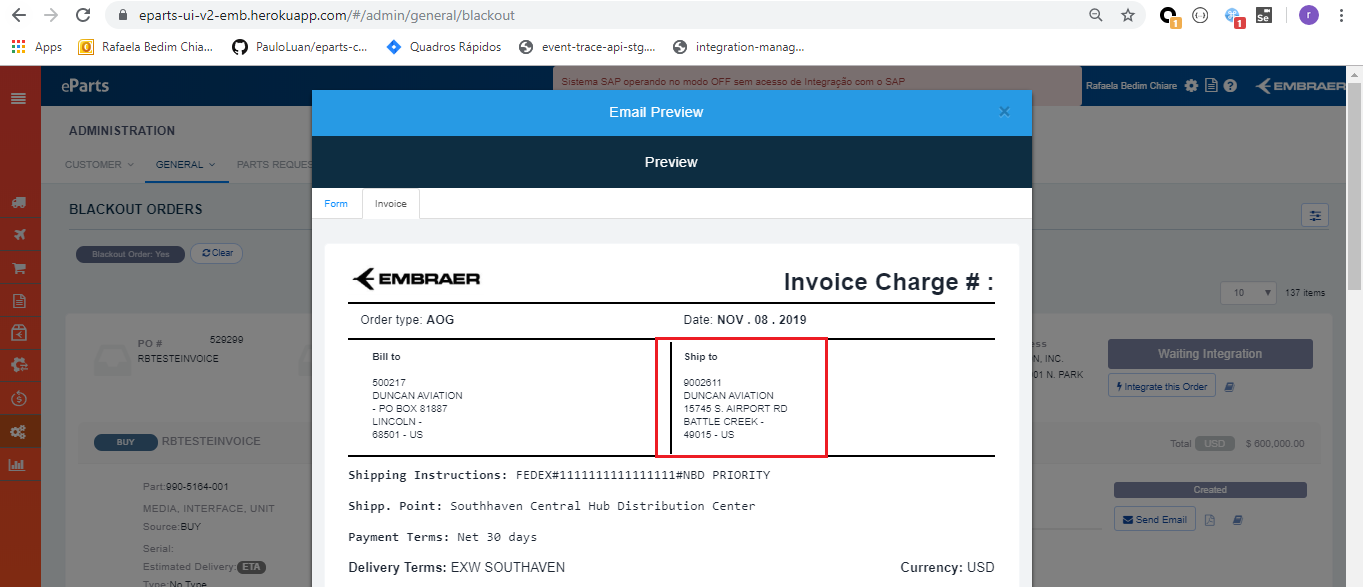 eparts-ui-v2-emb.herokuapp.com/#/admin/general/blackout
1
1
Se
r
Apps
Rafaela Bedim Chia...
PauloLuan/eparts-c...
Quadros Rápidos
event-trace-api-stg....
integration-manag...
eParts
Sistema SAP operando no modo OFF sem acesso de Integração com o SAP
Rafaela Bedim Chiare
EMBRAER
Email Preview
×
ADMINISTRATION
CUSTOMER
GENERAL
PARTS REQUES
Preview
Form
Invoice
BLACKOUT ORDERS
Blackout Order: Yes
Clear
EMBRAER
Invoice Charge # :
10
137 items
Order type: AOG
Date: NOV . 08 . 2019
PO #
529299
RBTESTEINVOICE
Bill to
500217
DUNCAN AVIATION
- PO BOX 81887
LINCOLN -
68501 - US
Ship to
9002611
DUNCAN AVIATION
15745 S. AIRPORT RD
BATTLE CREEK -
49015 - US
ess
N, INC.
01 N. PARK
Waiting Integration
Integrate this Order
BUY
RBTESTEINVOICE
Total
USD
$ 600,000.00
Shipping Instructions: FEDEX#1111111111111111#NBD PRIORITY
Shipp. Point: Southhaven Central Hub Distribution Center
Payment Terms: Net 30 days
Delivery Terms: EXW SOUTHAVEN
Currency: USD
Part:990-5164-001
MEDIA, INTERFACE, UNIT
Source:BUY
Serial:
Estimated Delivery:
ETA
Type:No Type
Created
Send Email